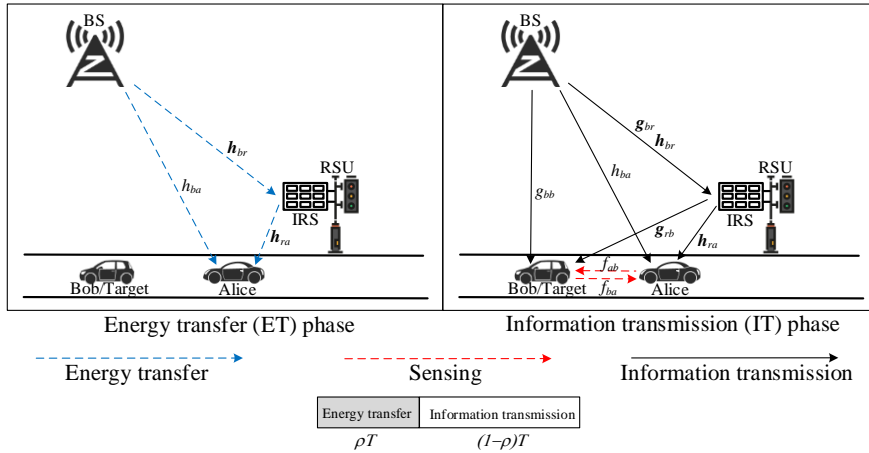 BS
h_br
h_ba
RSU
IRS
h_ra
Bob/Target
Alice
Energy transfer (ET) phase
BS
g_br
h_br
h_ba
RSU
g_bb
IRS
g_rb
h_ra
f_ab
Bob/Target
f_ba
Alice
Information transmission (IT) phase
Energy transfer
Sensing
Information transmission
Energy transfer
Information transmission
ρT
(1−ρ)T